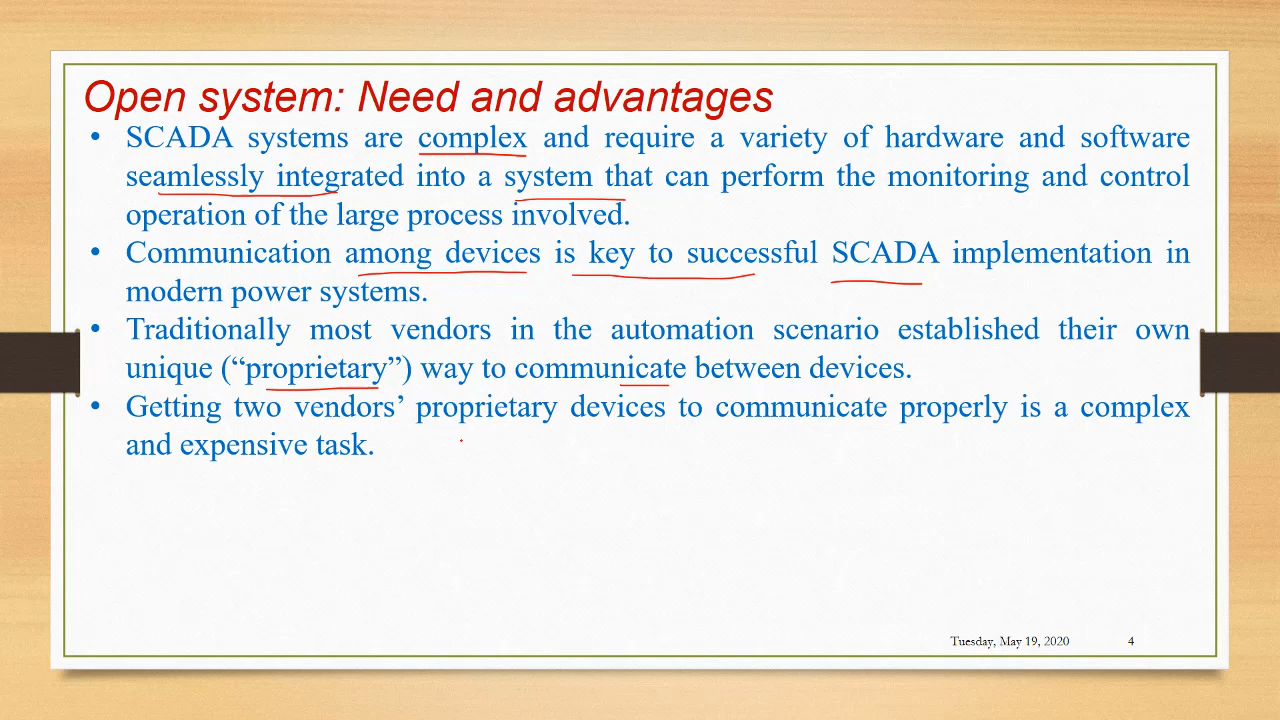 Open system: Need and advantages
• SCADA systems are complex and require a variety of hardware and software
seamlessly integrated into a system that can perform the monitoring and control
operation of the large process involved.
• Communication among devices is key to successful SCADA implementation in
modern power systems.
• Traditionally most vendors in the automation scenario established their own
unique (“proprietary”) way to communicate between devices.
• Getting two vendors’ proprietary devices to communicate properly is a complex
and expensive task.
Tuesday, May 19, 2020 4